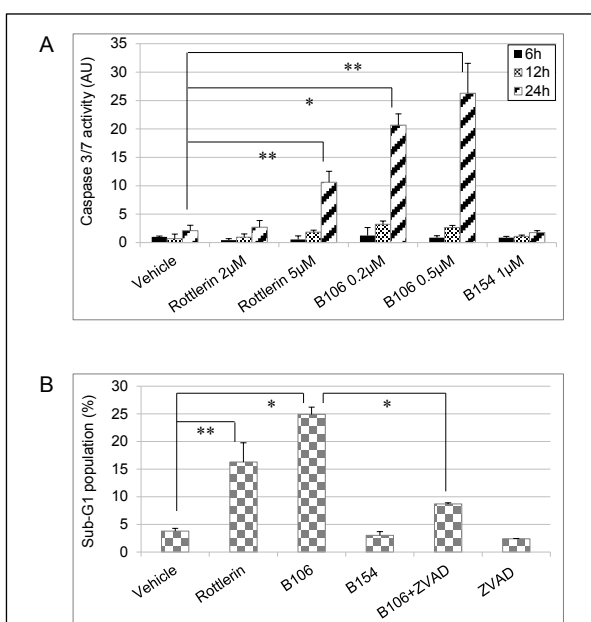 A
Caspase 3/7 activity (AU)
35
30
25
20
15
10
5
0
**
*
**
6h
12h
24h
Vehicle
Rottlerin 2µM
Rottlerin 5µM
B106 0.2µM
B106 0.5µM
B154 1µM
B
Sub-G1 population (%)
30
25
20
15
10
5
0
**
*
*
Vehicle
Rottlerin
B106
B154
B106+ZVAD
ZVAD